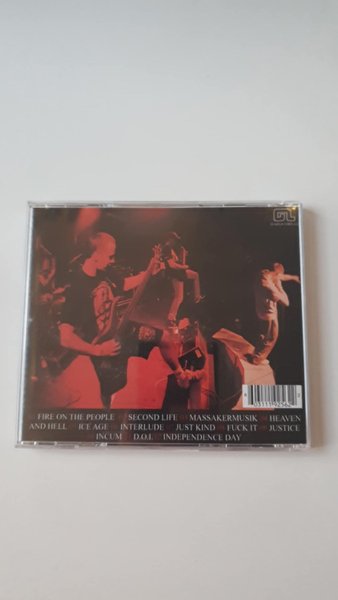 GL
FIRE ON THE PEOPLE SECOND LIFE MASSAKERMUSIK HEAVEN
AND HELL ICE AGE INTERLUDE JUST KIND FUCK IT JUSTICE
INCUM D.O.I. INDEPENDENCE DAY